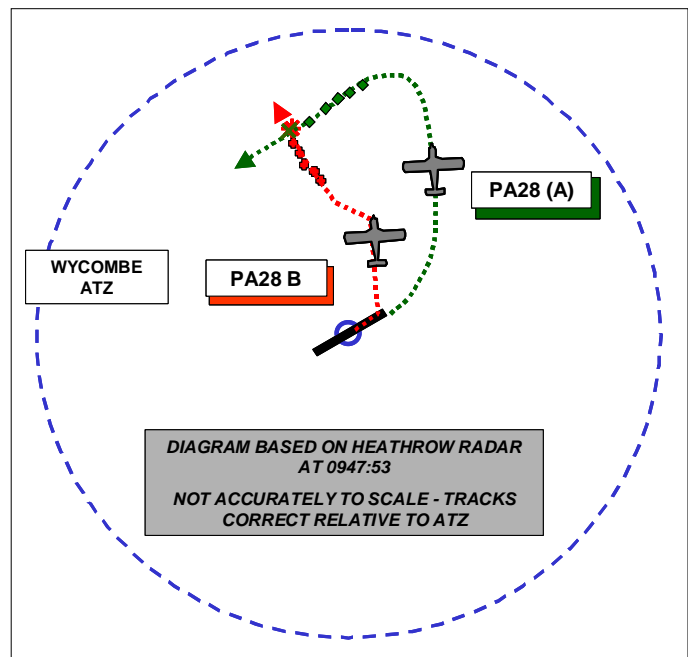 PA28 (A)
WYCOMBE
ATZ
PA28 B
DIAGRAM BASED ON HEATHROW RADAR
AT 0947:53
NOT ACCURATELY TO SCALE - TRACKS
CORRECT RELATIVE TO ATZ